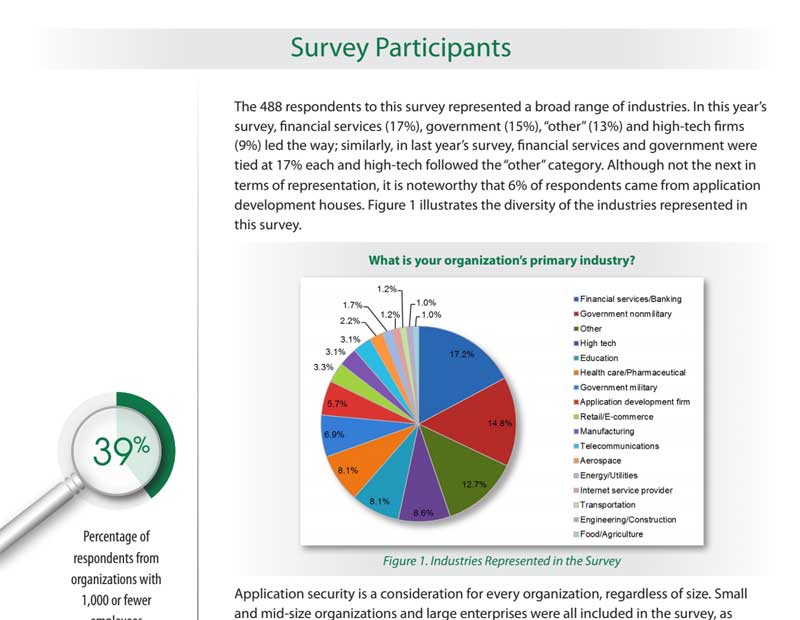 Survey Participants
The 488 respondents to this survey represented a broad range of industries. In this year's
survey, financial services (17%), government (15%), “other” (13%) and high-tech firms
(9%) led the way; similarly, in last year's survey, financial services and government were
tied at 17% each and high-tech followed the “other” category. Although not the next in
terms of representation, it is noteworthy that 6% of respondents came from application
development houses. Figure 1 illustrates the diversity of the industries represented in
this survey.
What is your organization's primary industry?
1.2%
1.7%
1.2%
1.0%
1.0%
2.2%
3.1%
3.1%
3.3%
5.7%
6.9%
8.1%
8.1%
8.6%
12.7%
14.8%
17.2%
Financial services/Banking
Government nonmilitary
Other
High tech
Education
Health care/Pharmaceutical
Government military
Application development firm
Retail/E-commerce
Manufacturing
Telecommunications
Aerospace
Energy/Utilities
Internet service provider
Transportation
Engineering/Construction
Food/Agriculture
Figure 1. Industries Represented in the Survey
39%
Percentage of
respondents from
organizations with
1,000 or fewer
employees
Application security is a consideration for every organization, regardless of size. Small
and mid-size organizations and large enterprises were all included in the survey, as